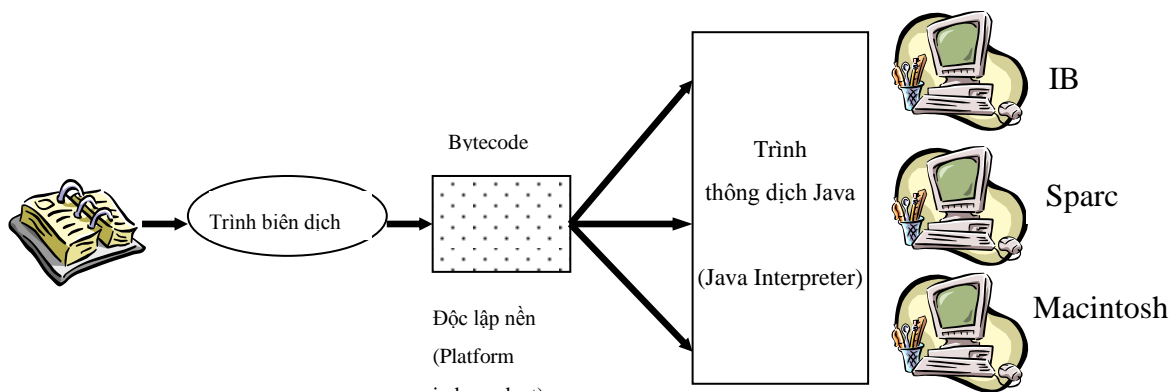 Trình biên dịch
Bytecode
Độc lập nền
(Platform
Trình
thông dịch Java
(Java Interpreter)
IB
Sparc
Macintosh